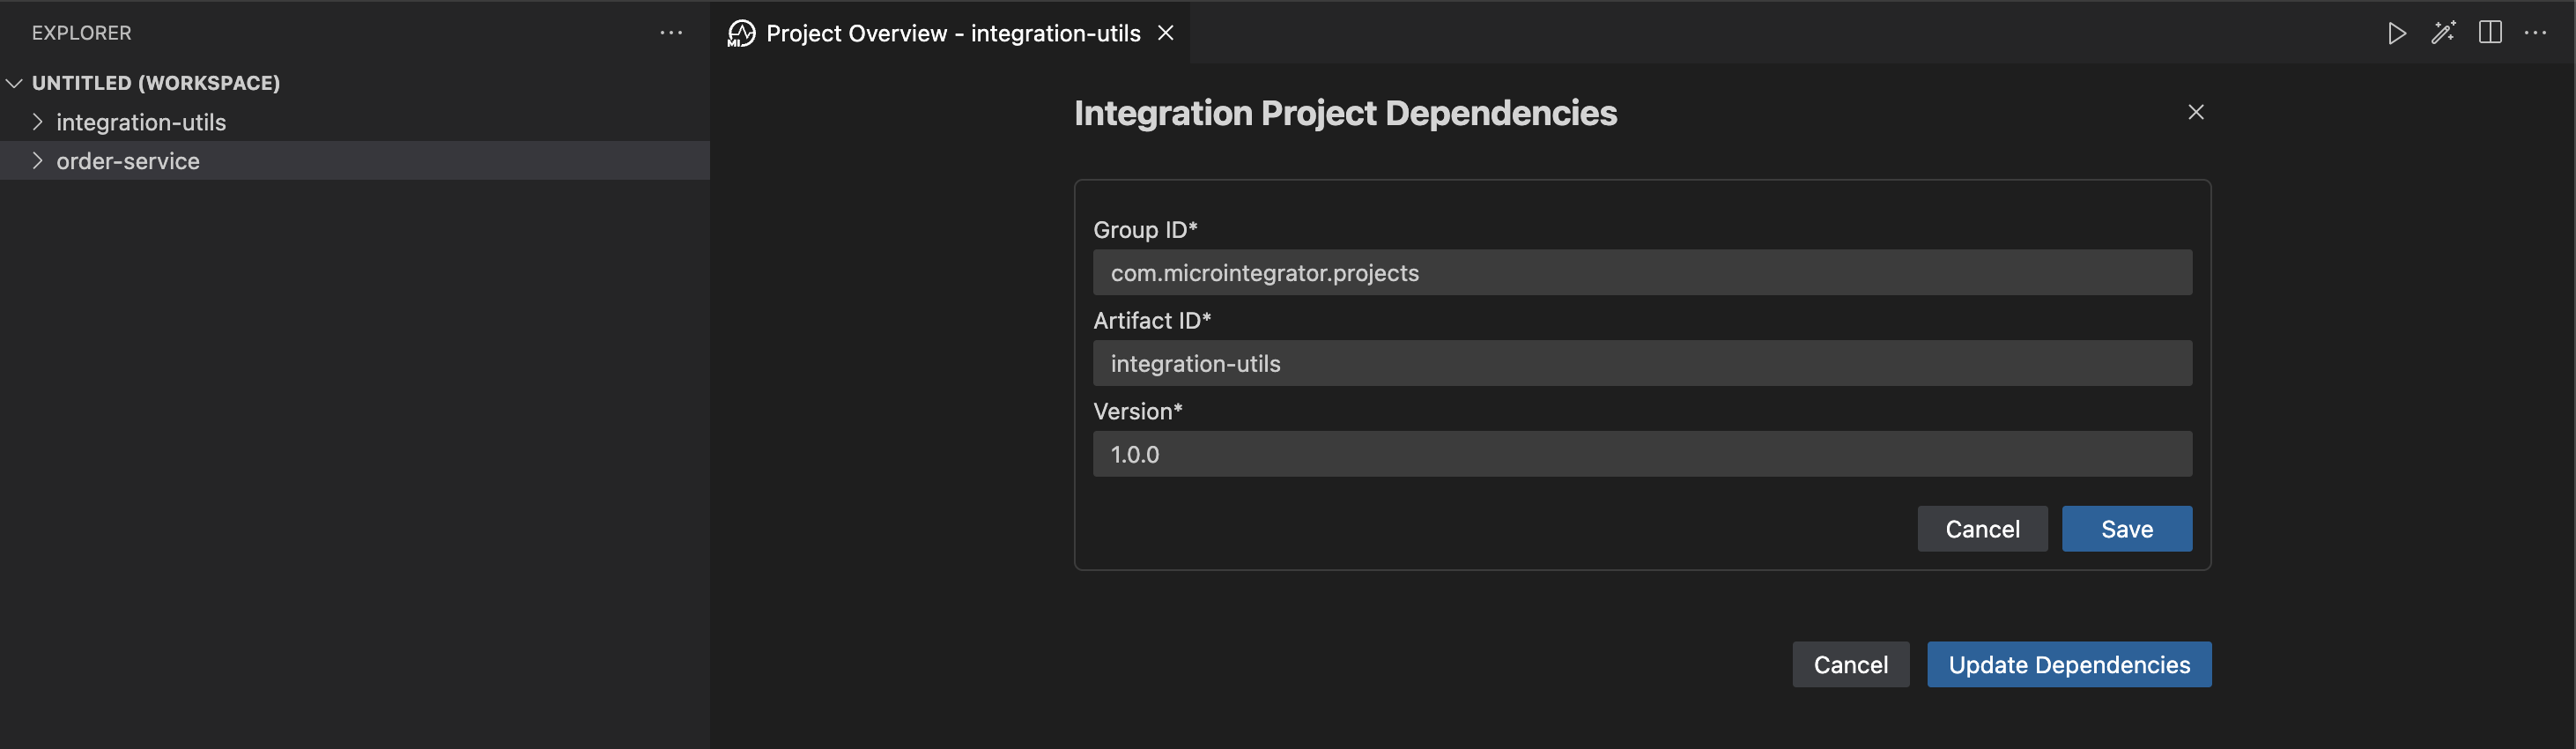 EXPLORER
UNTITLED (WORKSPACE)
integration-utils
order-service
MI Project Overview - integration-utils
Integration Project Dependencies
Group ID*
com.microintegrator.projects
Artifact ID*
integration-utils
Version*
1.0.0
Cancel Save
Cancel Update Dependencies